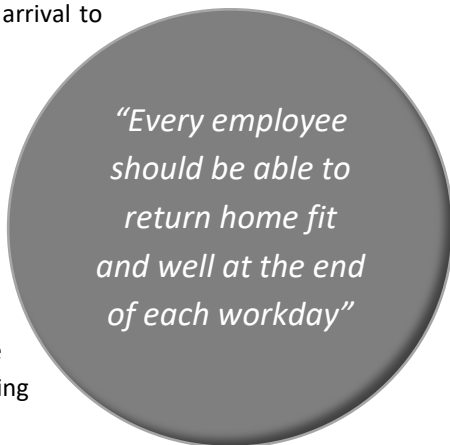 arrival to
“Every employee
should be able to
return home fit
and well at the end
of each workday”
ing